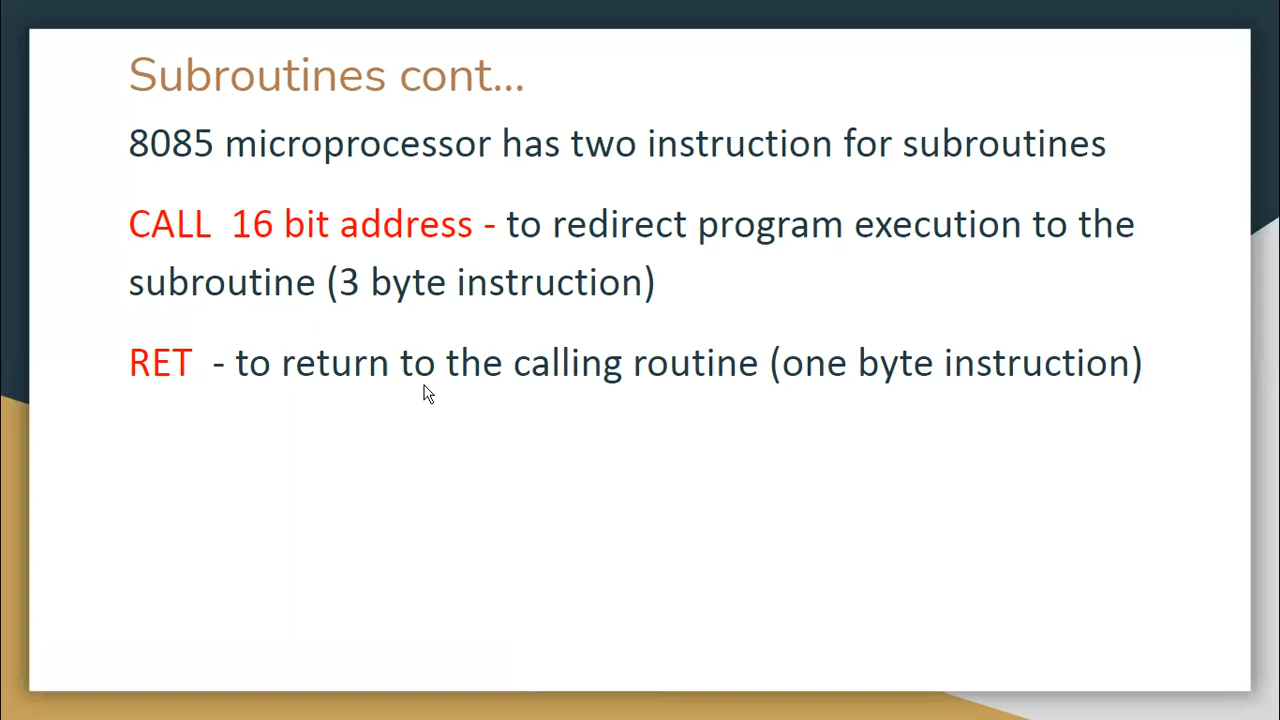 Subroutines cont...
8085 microprocessor has two instruction for subroutines
CALL  16 bit address - to redirect program execution to the
subroutine (3 byte instruction)
RET  - to return to the calling routine (one byte instruction)